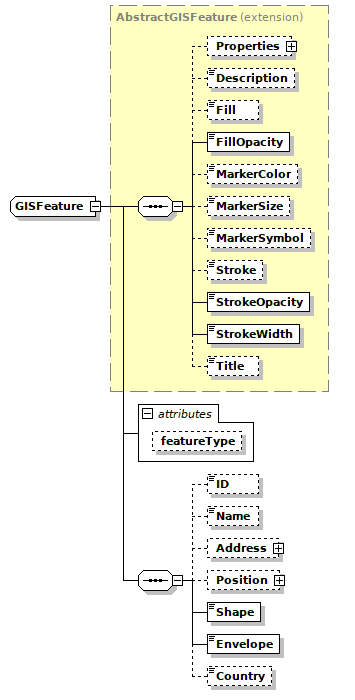 AbstractGISFeature (extension)
Properties
Description
Fill
FillOpacity
MarkerColor
GISFeature
MarkerSize
MarkerSymbol
Stroke
StrokeOpacity
StrokeWidth
Title
attributes
featureType
ID
Name
Address
Position
Shape
Envelope
Country